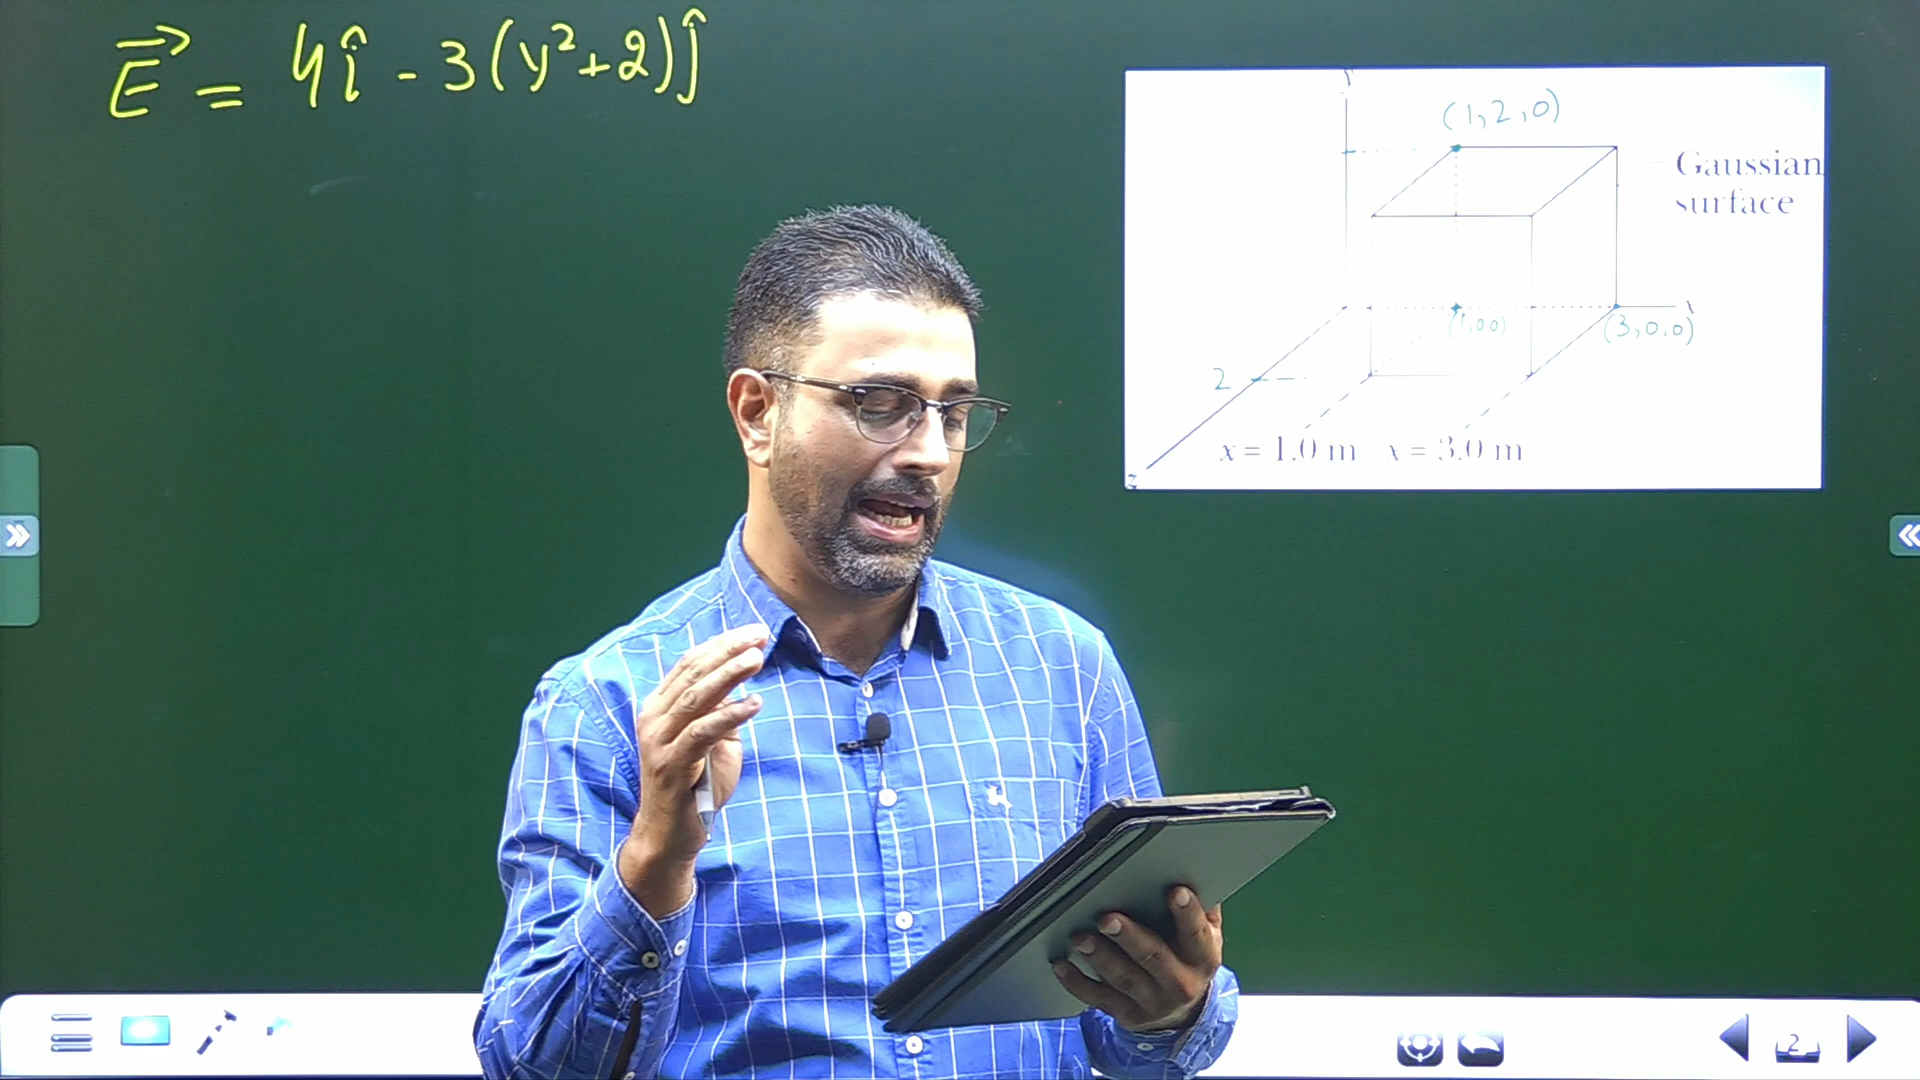 E⃗ = 4î - 3(y²+2)ĵ
y
(1,2,0)
Gaussian
surface
x
(1,0,0)
(3,0,0)
2
x = 1.0 m x = 3.0 m
z
2